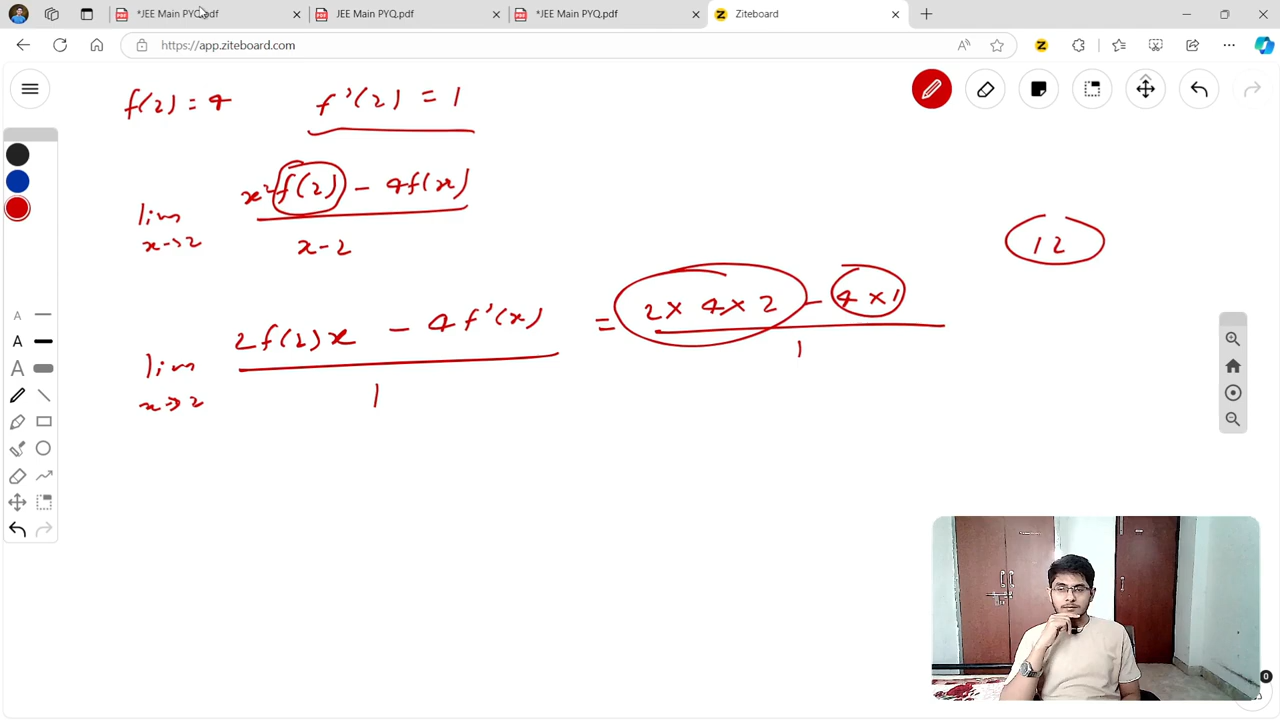 *JEE Main PYQ.pdf JEE Main PYQ.pdf *JEE Main PYQ.pdf Ziteboard
https://app.ziteboard.com
f(2) = 4 f'(2) = 1
x²f(2) - 4f(x)
lim
x→2
x-2
12
2f(2)x - 4f'(x) = 2 × 4 × 2 - 4 × 1
lim
x→2
1 1
A
A
A
0